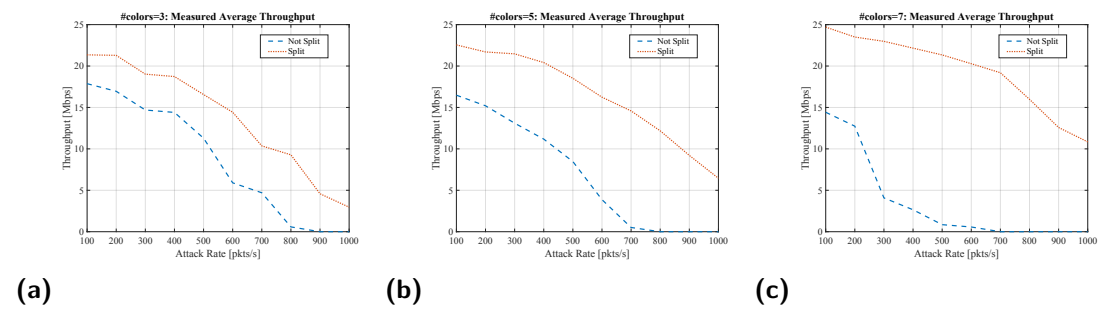 #colors=3: Measured Average Throughput
Not Split
Split
Throughput [Mbps]
25
20
15
10
5
0
100 200 300 400 500 600 700 800 900 1000
Attack Rate [pkts/s]
(a)
#colors=5: Measured Average Throughput
Not Split
Split
Throughput [Mbps]
25
20
15
10
5
0
100 200 300 400 500 600 700 800 900 1000
Attack Rate [pkts/s]
(b)
#colors=7: Measured Average Throughput
Not Split
Split
Throughput [Mbps]
25
20
15
10
5
0
100 200 300 400 500 600 700 800 900 1000
Attack Rate [pkts/s]
(c)